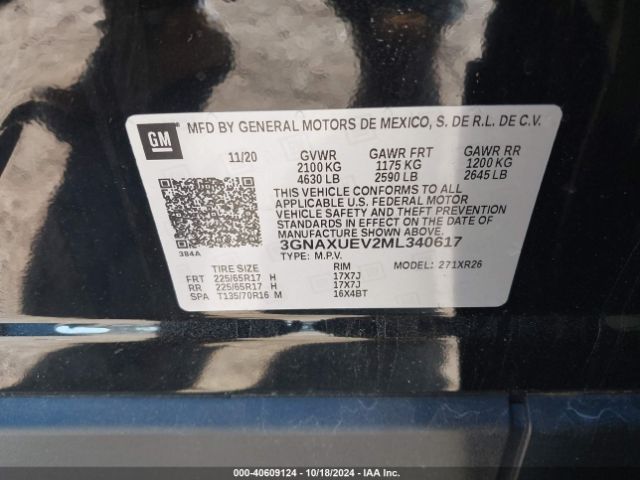 GM
MFD BY GENERAL MOTORS DE MEXICO, S. DE R.L. DE C.V.
11/20 GVWR GAWR FRT GAWR RR
2100 KG 1175 KG 1200 KG
4630 LB 2590 LB 2645 LB
THIS VEHICLE CONFORMS TO ALL
APPLICABLE U.S. FEDERAL MOTOR
VEHICLE SAFETY AND THEFT PREVENTION
STANDARDS IN EFFECT ON THE DATE OF
MANUFACTURE SHOWN ABOVE.
3GNAXUEV2ML340617
384A
TYPE: M.P.V.
MODEL: 271XR26
TIRE SIZE RIM
FRT 225/65R17 H 17X7J
RR 225/65R17 H 17X7J
SPA T135/70R16 M 16X4BT
000-40609124 - 10/18/2024 - IAA Inc.